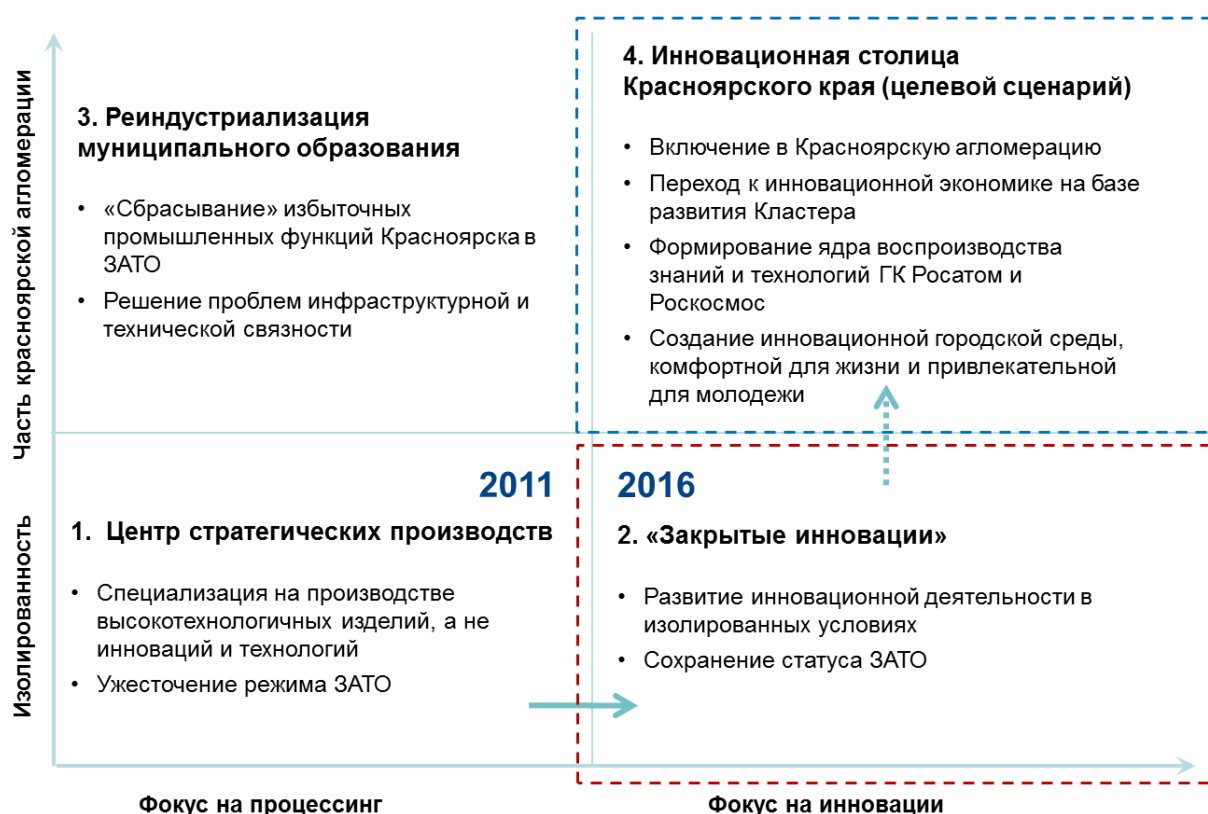 Часть красноярской агломерации
3. Реиндустриализация
муниципального образования
• «Сбрасывание» избыточных
промышленных функций Красноярска в
ЗАТО
• Решение проблем инфраструктурной и
технической связности
4. Инновационная столица
Красноярского края (целевой сценарий)
• Включение в Красноярскую агломерацию
• Переход к инновационной экономике на базе
развития Кластера
• Формирование ядра воспроизводства
знаний и технологий ГК Росатом и
Роскосмос
• Создание инновационной городской среды,
комфортной для жизни и привлекательной
для молодежи
Изолированность
2011
1. Центр стратегических производств
• Специализация на производстве
высокотехнологичных изделий, а не
инноваций и технологий
• Ужесточение режима ЗАТО
2016
2. «Закрытые инновации»
• Развитие инновационной деятельности в
изолированных условиях
• Сохранение статуса ЗАТО
Фокус на процессинг
Фокус на инновации